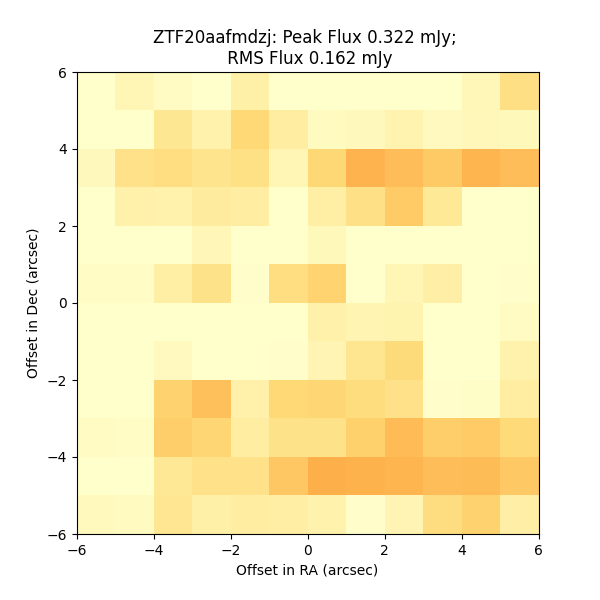 ZTF20aafmdzj: Peak Flux 0.322 mJy;
RMS Flux 0.162 mJy
6
4
2
0
−2
−4
−6
Offset in Dec (arcsec)
−6 −4 −2 0 2 4 6
Offset in RA (arcsec)